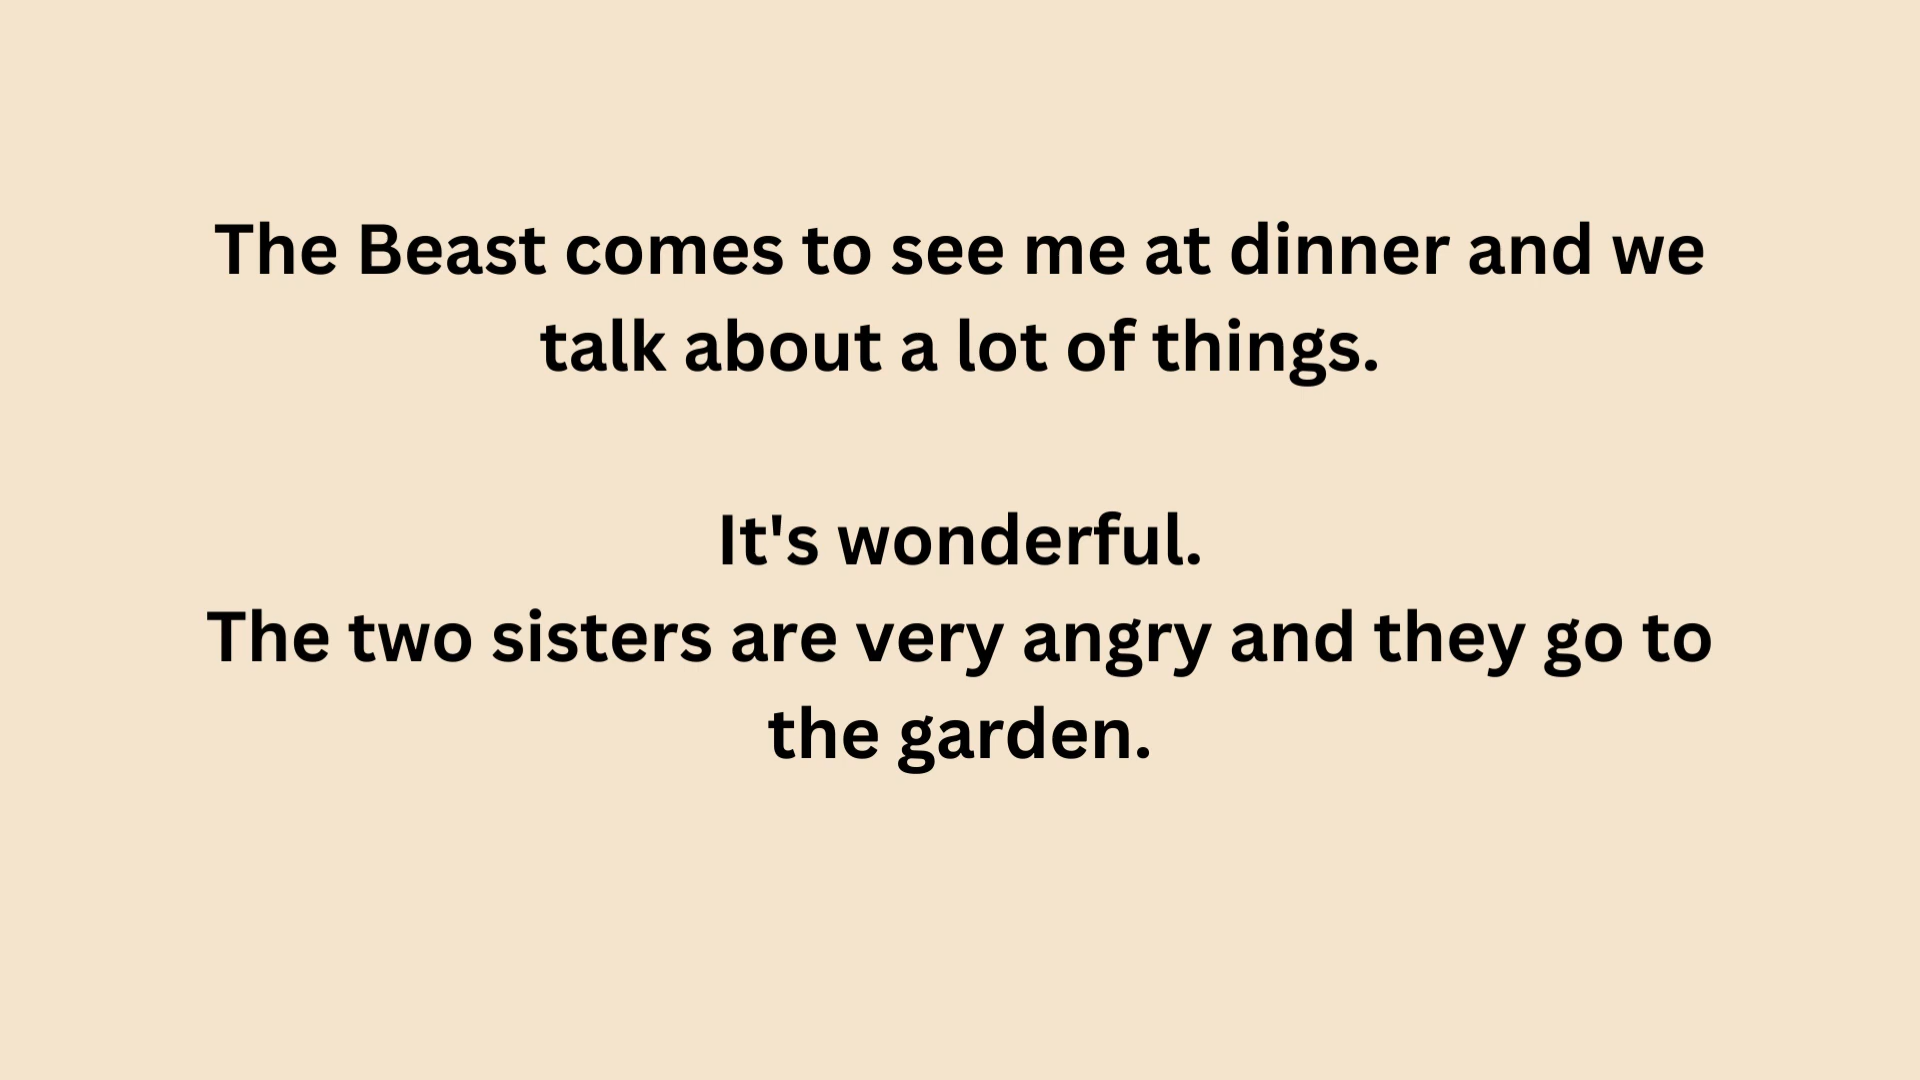 The Beast comes to see me at dinner and we
talk about a lot of things.
It's wonderful.
The two sisters are very angry and they go to
the garden.